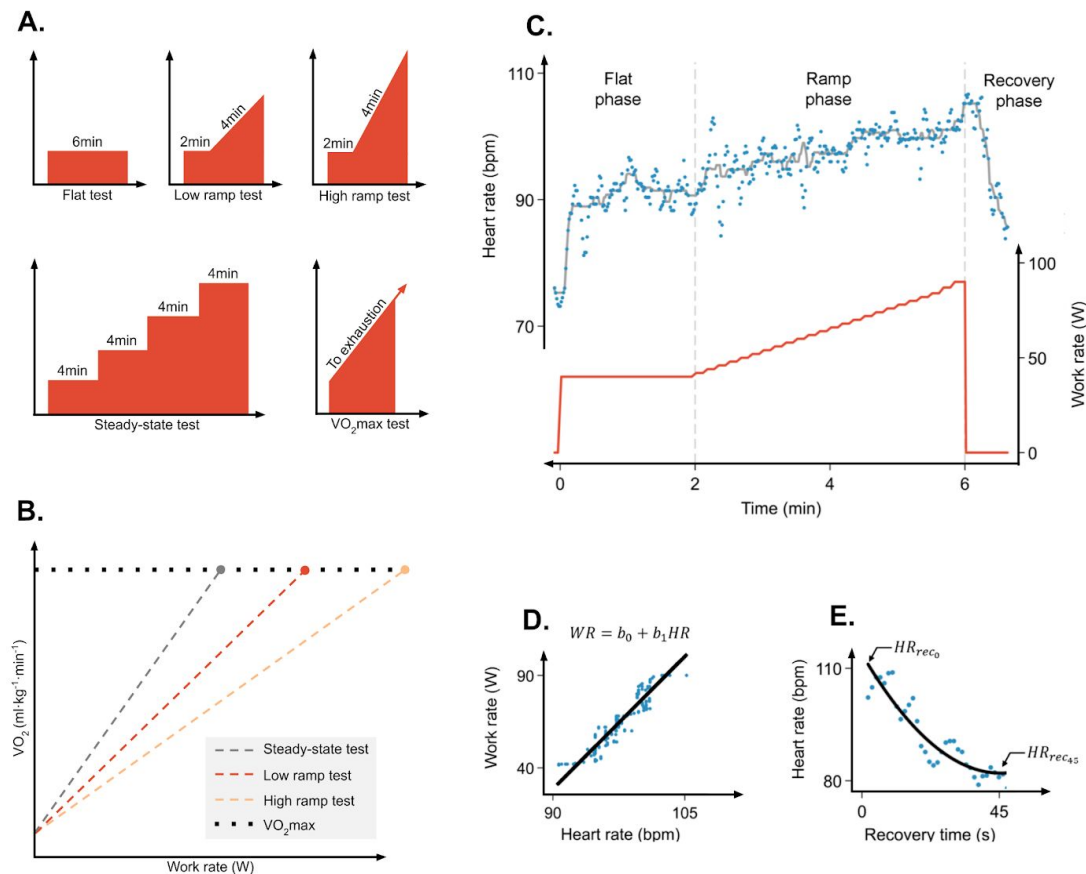 A.
6min
Flat test
2min
4min
Low ramp test
2min
4min
High ramp test
4min
4min
4min
4min
Steady-state test
To exhaustion
VO₂max test
B.
VO₂ (ml·kg⁻¹·min⁻¹)
Steady-state test
Low ramp test
High ramp test
VO₂max
Work rate (W)
C.
Flat
phase
Ramp
phase
Recovery
phase
Heart rate (bpm)
110
90
70
100
50
0
Work rate (W)
0
2
4
6
Time (min)
D.
WR = b₀ + b₁HR
Work rate (W)
90
40
90
105
Heart rate (bpm)
E.
HR_rec₀
Heart rate (bpm)
110
80
HR_rec₄₅
0
45
Recovery time (s)